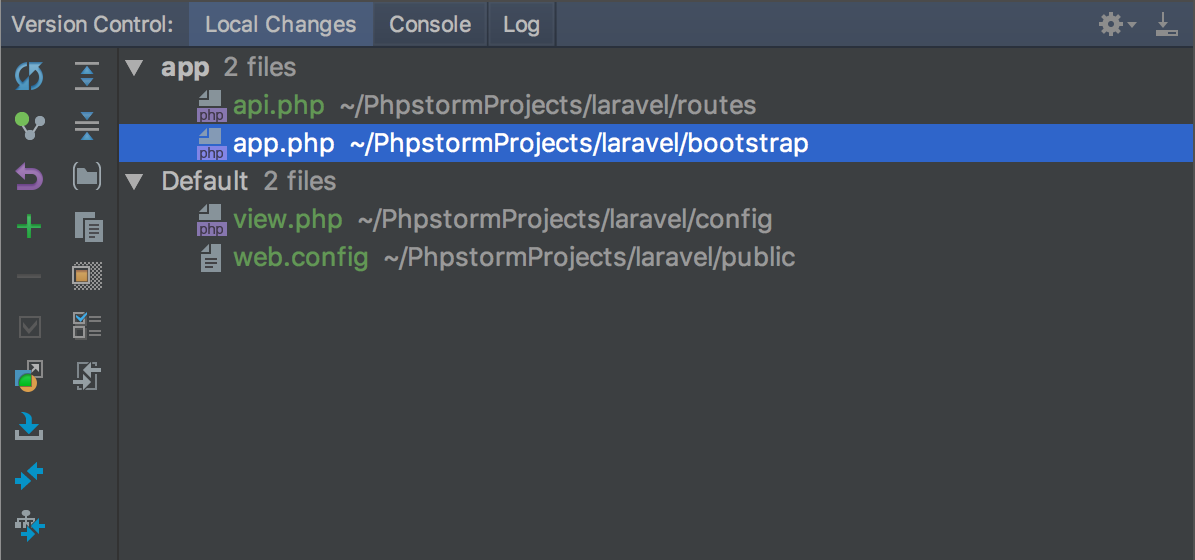 Version Control: Local Changes Console Log
app 2 files
php api.php ~/PhpstormProjects/laravel/routes
php app.php ~/PhpstormProjects/laravel/bootstrap
Default 2 files
php view.php ~/PhpstormProjects/laravel/config
web.config ~/PhpstormProjects/laravel/public